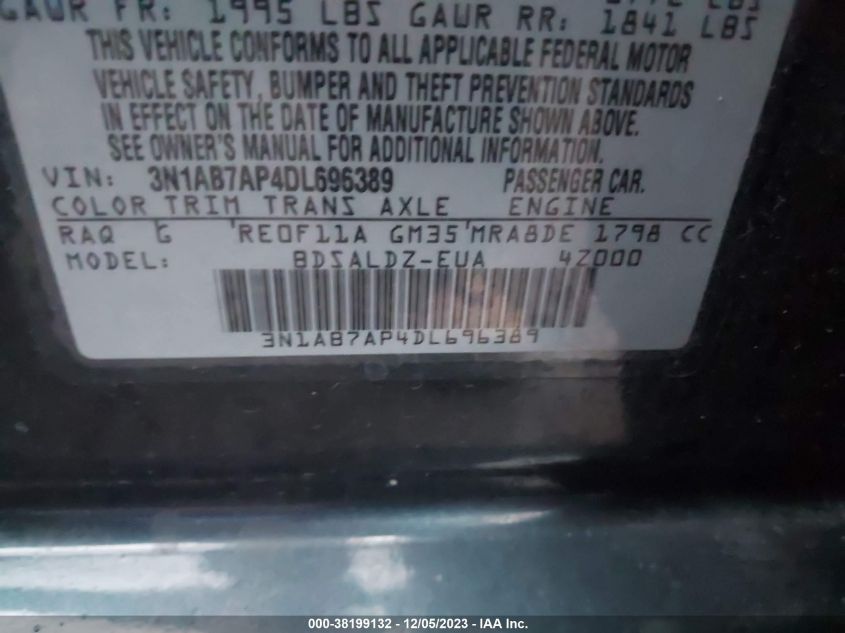 GAWR FR: 1995 LBS GAWR RR: 1841 LBS
THIS VEHICLE CONFORMS TO ALL APPLICABLE FEDERAL MOTOR
VEHICLE SAFETY, BUMPER AND THEFT PREVENTION STANDARDS
IN EFFECT ON THE DATE OF MANUFACTURE SHOWN ABOVE.
SEE OWNER'S MANUAL FOR ADDITIONAL INFORMATION.
VIN: 3N1AB7AP4DL696389 PASSENGER CAR.
COLOR TRIM TRANS AXLE ENGINE
RAQ G RE0F11A GM35 MRA8DE 1798 CC
MODEL: BDSALDZ-EUA 4Z000
3N1AB7AP4DL696389
000-38199132 - 12/05/2023 - IAA Inc.